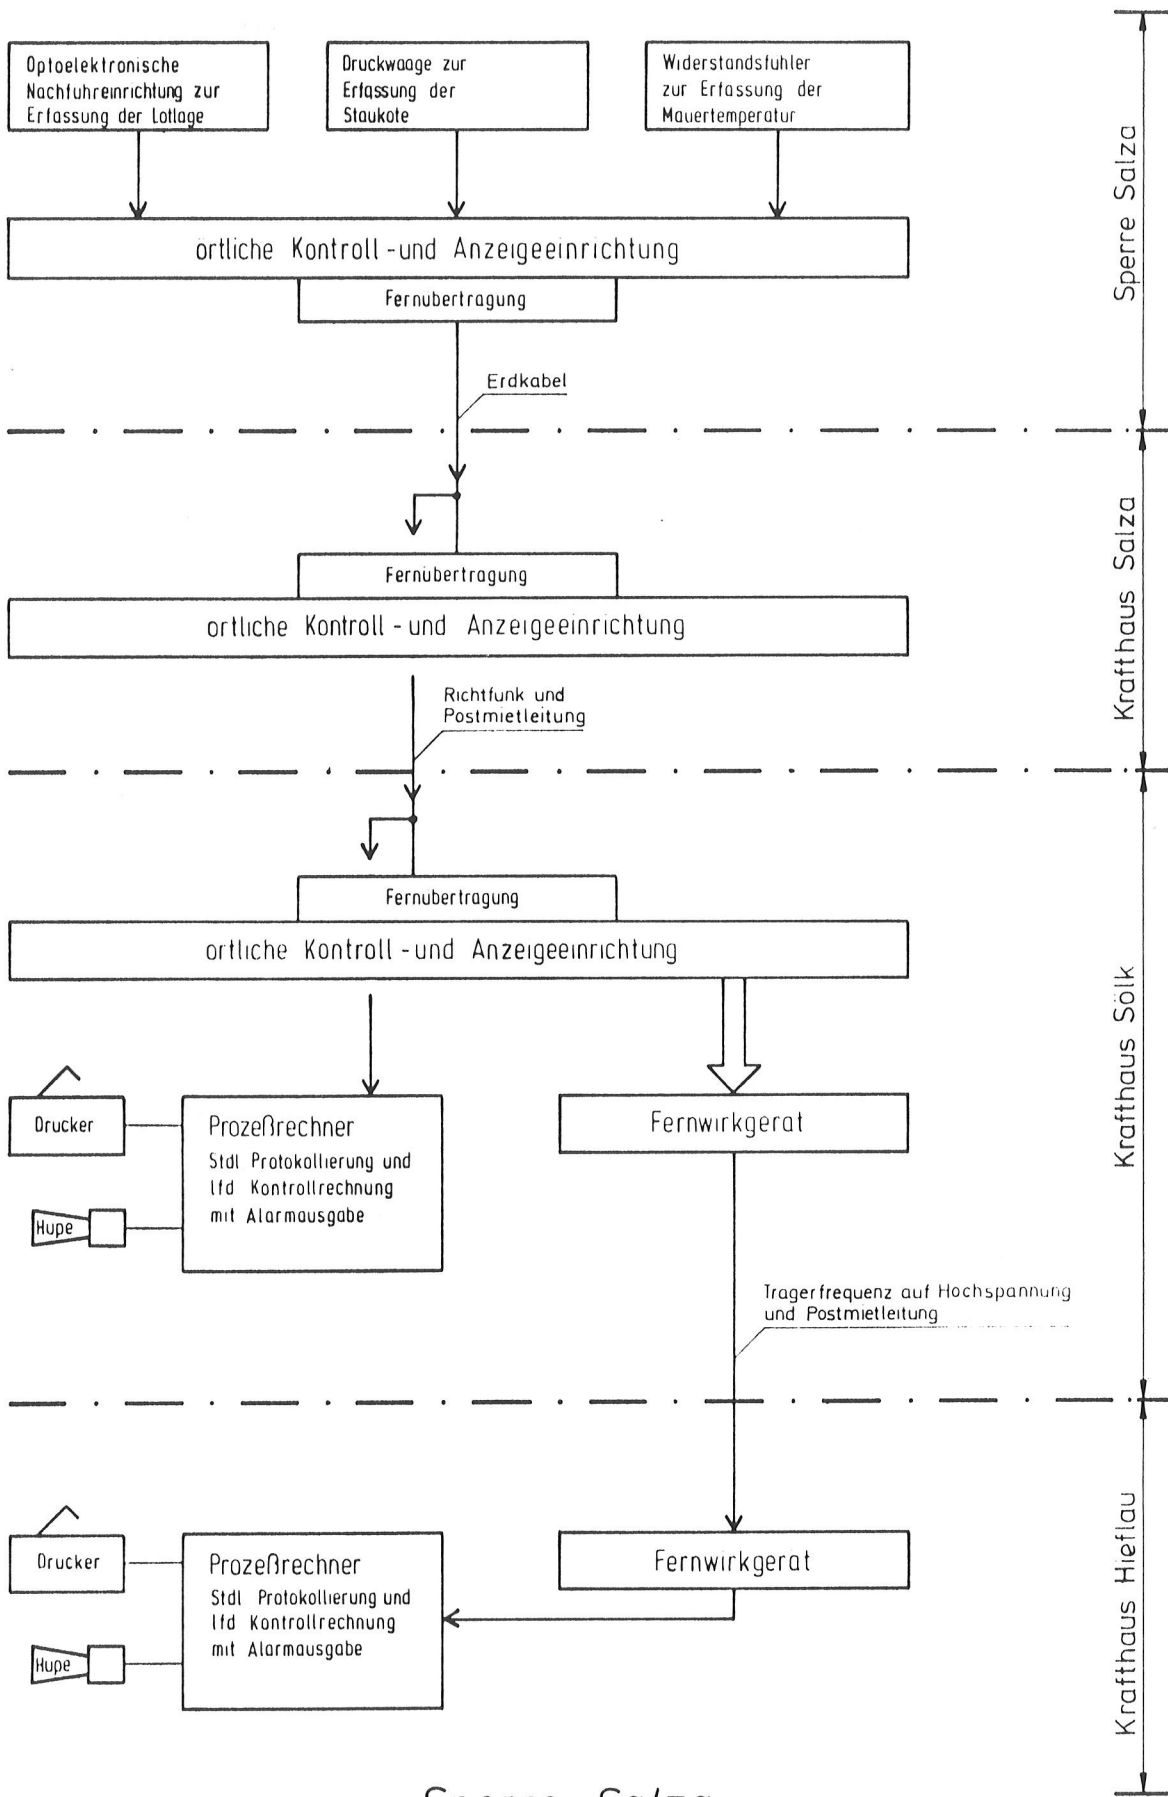 Optoelektronische
Nachfuhreinrichtung zur
Erfassung der Lotlage
Druckwaage zur
Erfassung der
Staukote
Widerstandsfuhler
zur Erfassung der
Mauertemperatur
örtliche Kontroll-und Anzeigeeinrichtung
Fernübertragung
Erdkabel
Sperre Salza
Fernübertragung
ortliche Kontroll-und Anzeigeeinrichtung
Richtfunk und
Postmietleitung
Krafthaus Salza
Fernubertragung
ortliche Kontroll-und Anzeigeeinrichtung
Drucker
Hupe
Prozeßrechner
Stdl Protokollierung und
lfd Kontrollrechnung
mit Alarmausgabe
Fernwirkgerat
Tragerfrequenz auf Hochspannung
und Postmietleitung
Krafthaus Sölk
Drucker
Hupe
Prozeßrechner
Stdl Protokollierung und
lfd Kontrollrechnung
mit Alarmausgabe
Fernwirkgerat
Krafthaus Hieflau